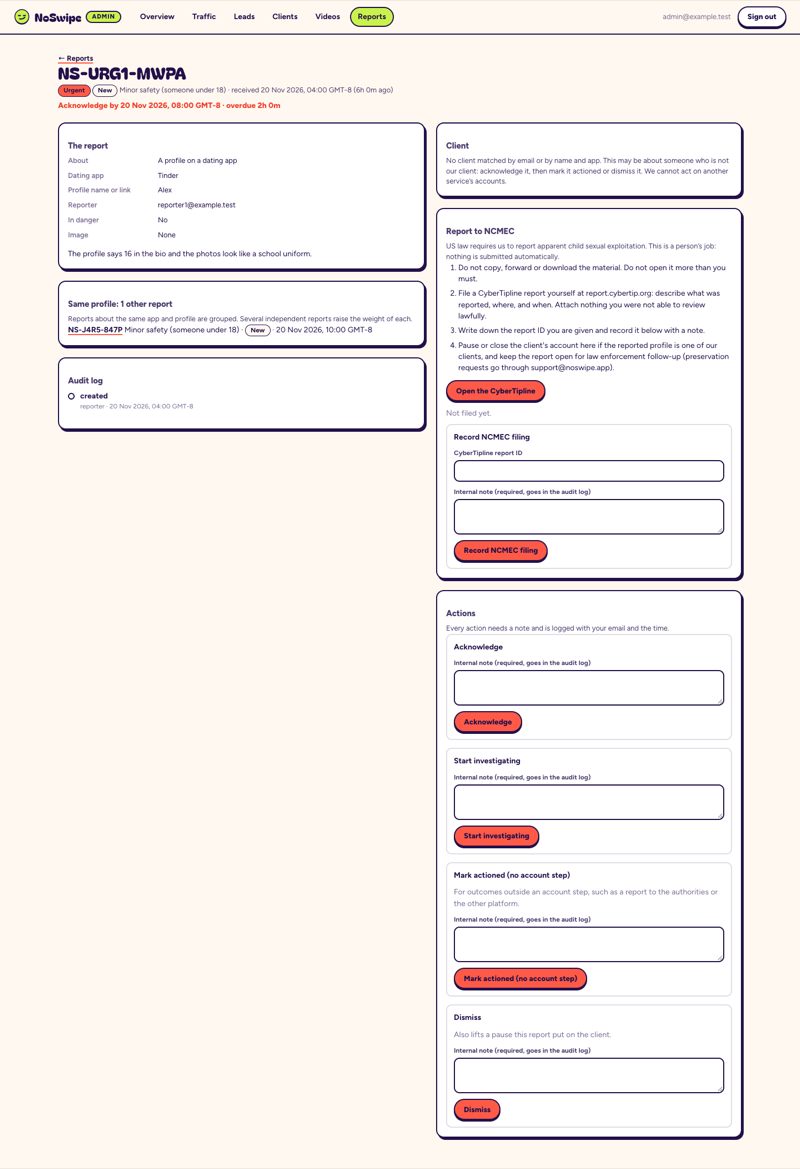 NoSwipe ADMIN Overview Traffic Leads Clients Videos Reports admin@example.test Sign out
← Reports
NS-URG1-MWPA
Urgent New Minor safety (someone under 18) · received 20 Nov 2026, 04:00 GMT-8 (6h 0m ago)
Acknowledge by 20 Nov 2026, 08:00 GMT-8 · overdue 2h 0m
The report
About A profile on a dating app
Dating app Tinder
Profile name or link Alex
Reporter reporter1@example.test
In danger No
Image None
The profile says 16 in the bio and the photos look like a school uniform.
Same profile: 1 other report
Reports about the same app and profile are grouped. Several independent reports raise the weight of each.
NS-J4R5-847P Minor safety (someone under 18) · New · 20 Nov 2026, 10:00 GMT-8
Audit log
created
reporter · 20 Nov 2026, 04:00 GMT-8
Client
No client matched by email or by name and app. This may be about someone who is not
our client: acknowledge it, then mark it actioned or dismiss it. We cannot act on another
service's accounts.
Report to NCMEC
US law requires us to report apparent child sexual exploitation. This is a person's job:
nothing is submitted automatically.
1. Do not copy, forward or download the material. Do not open it more than you
must.
2. File a CyberTipline report yourself at report.cybertip.org: describe what was
reported, where, and when. Attach nothing you were not able to review
lawfully.
3. Write down the report ID you are given and record it below with a note.
4. Pause or close the client's account here if the reported profile is one of our
clients, and keep the report open for law enforcement follow-up (preservation
requests go through support@noswipe.app).
Open the CyberTipline
Not filed yet.
Record NCMEC filing
CyberTipline report ID
Internal note (required, goes in the audit log)
Record NCMEC filing
Actions
Every action needs a note and is logged with your email and the time.
Acknowledge
Internal note (required, goes in the audit log)
Acknowledge
Start investigating
Internal note (required, goes in the audit log)
Start investigating
Mark actioned (no account step)
For outcomes outside an account step, such as a report to the authorities or
the other platform.
Internal note (required, goes in the audit log)
Mark actioned (no account step)
Dismiss
Also lifts a pause this report put on the client.
Internal note (required, goes in the audit log)
Dismiss